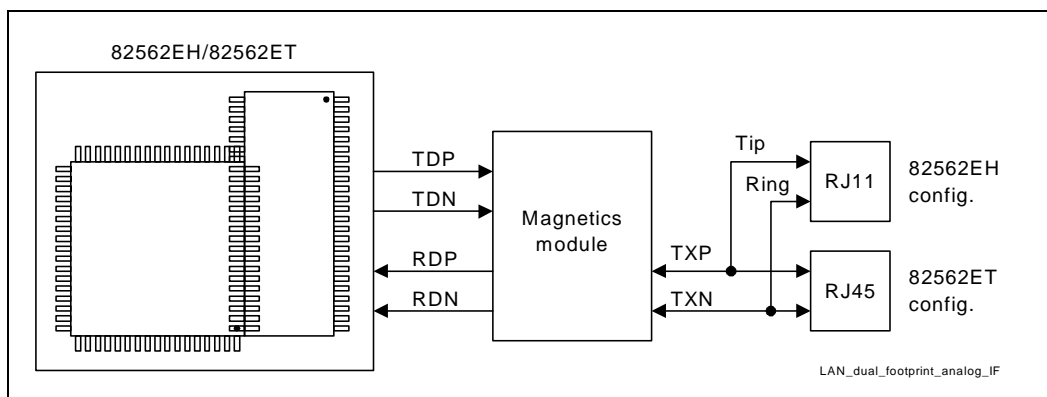 82562EH/82562ET
TDP
TDN
RDP
RDN
Magnetics
module
TXP
TXN
Tip
Ring
RJ11
82562EH
config.
RJ45
82562ET
config.
LAN_dual_footprint_analog_IF